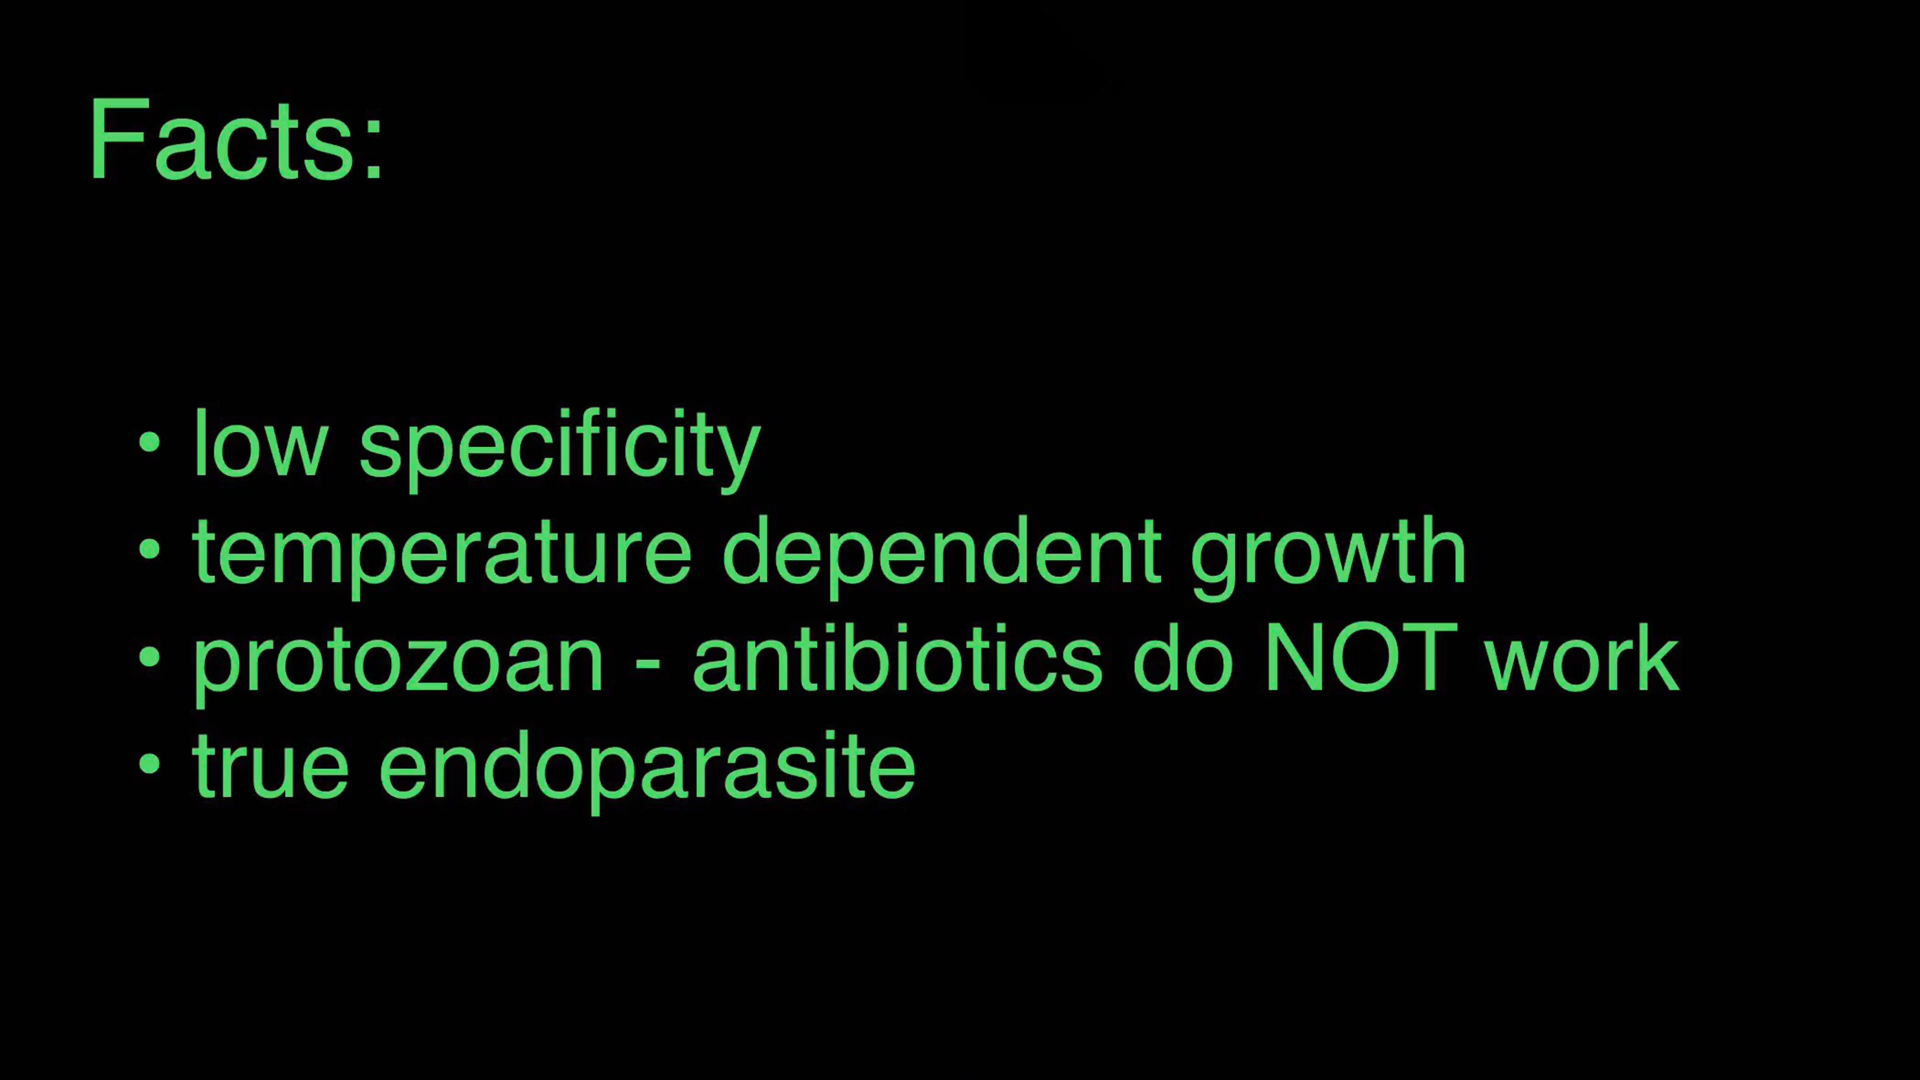 Facts:
• low specificity
• temperature dependent growth
• protozoan - antibiotics do NOT work
• true endoparasite